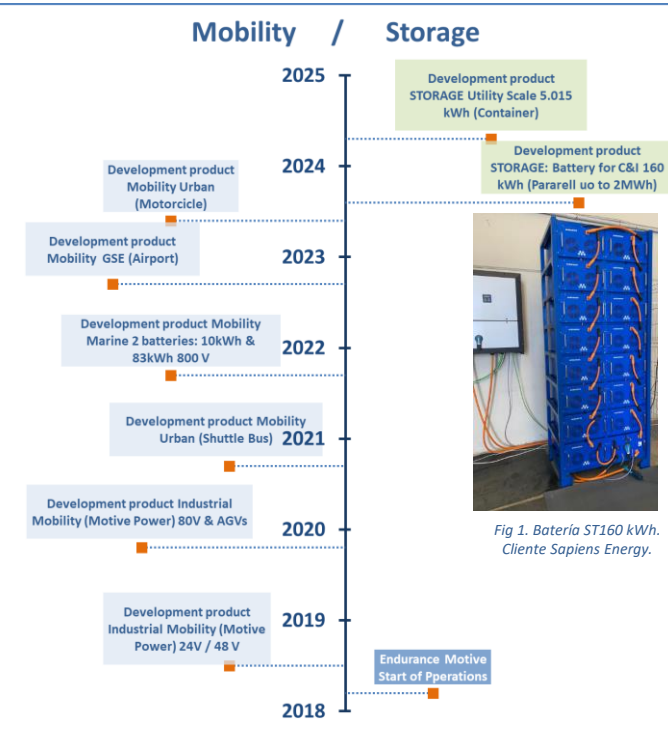 Mobility / Storage
2025
Development product
STORAGE Utility Scale 5.015
kWh (Container)
2024
Development product
STORAGE: Battery for C&I 160
kWh (Pararell uo to 2MWh)
Development product
Mobility Urban
(Motorcicle)
2023
Development product
Mobility GSE (Airport)
2022
Development product Mobility
Marine 2 batteries: 10kWh &
83kWh 800 V
2021
Development product Mobility
Urban (Shuttle Bus)
2020
Development product Industrial
Mobility (Motive Power) 80V & AGVs
Fig 1. Batería ST160 kWh.
Cliente Sapiens Energy.
2019
Development product
Industrial Mobility (Motive
Power) 24V / 48 V
Endurance Motive
Start of Pperations
2018